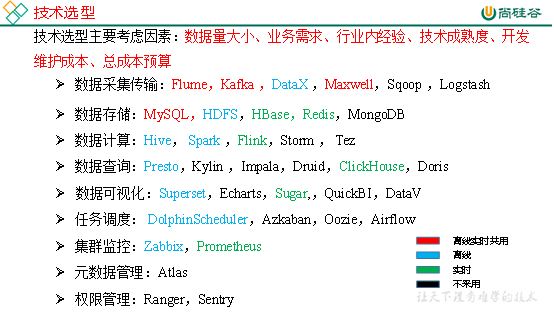 技术选型
尚硅谷
技术选型主要考虑因素：数据量大小、业务需求、行业内经验、技术成熟度、开发
维护成本、总成本预算
➢ 数据采集传输：Flume，Kafka ，DataX ，Maxwell，Sqoop ，Logstash
➢ 数据存储：MySQL，HDFS，HBase，Redis，MongoDB
➢ 数据计算：Hive， Spark ，Flink，Storm ， Tez
➢ 数据查询：Presto，Kylin ，Impala，Druid，ClickHouse，Doris
➢ 数据可视化：Superset，Echarts，Sugar,，QuickBI，DataV
➢ 任务调度： DolphinScheduler，Azkaban，Oozie，Airflow
➢ 集群监控：Zabbix，Prometheus
➢ 元数据管理：Atlas
➢ 权限管理：Ranger，Sentry
离线实时共用
离线
实时
不采用
让天下没有难学的技术